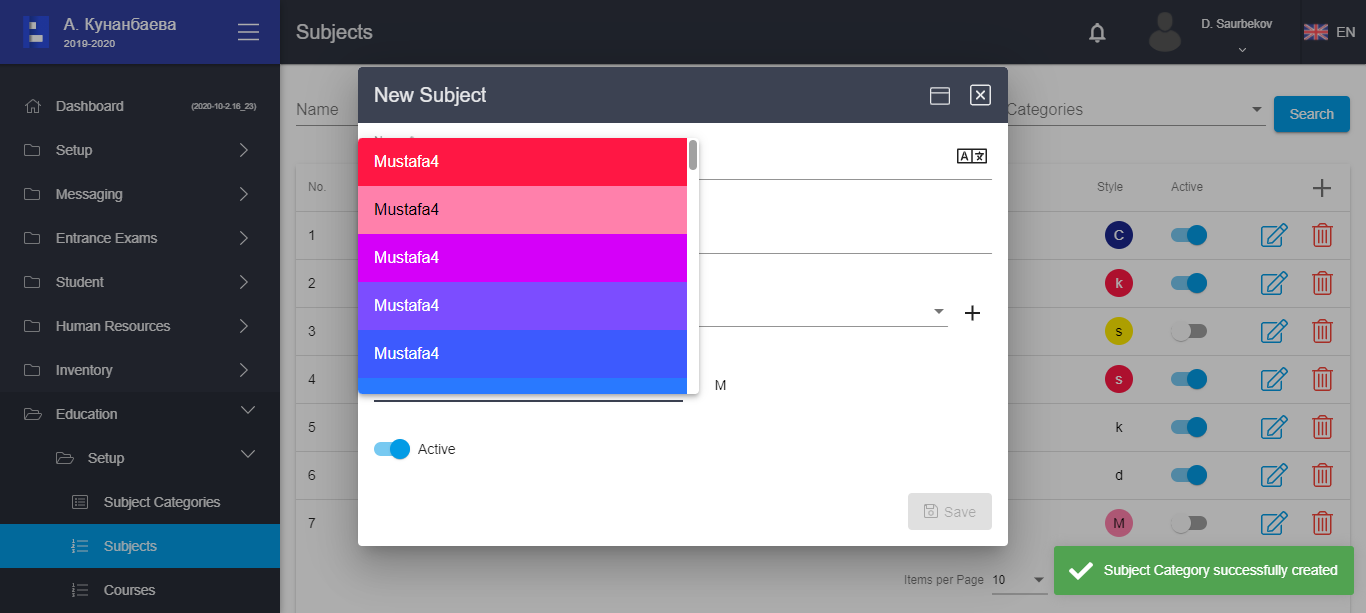 А. Кунанбаева
2019-2020
Subjects
D. Saurbekov
EN
Dashboard
(2020-10-2.16_23)
Setup
Messaging
Entrance Exams
Student
Human Resources
Inventory
Education
Setup
Subject Categories
Subjects
Courses
Name
Categories
Search
No.
Style
Active
1
C
2
k
3
s
4
s
5
k
6
d
7
M
Items per Page
10
New Subject
Mustafa4
Mustafa4
Mustafa4
Mustafa4
Mustafa4
M
Active
Save
Subject Category successfully created